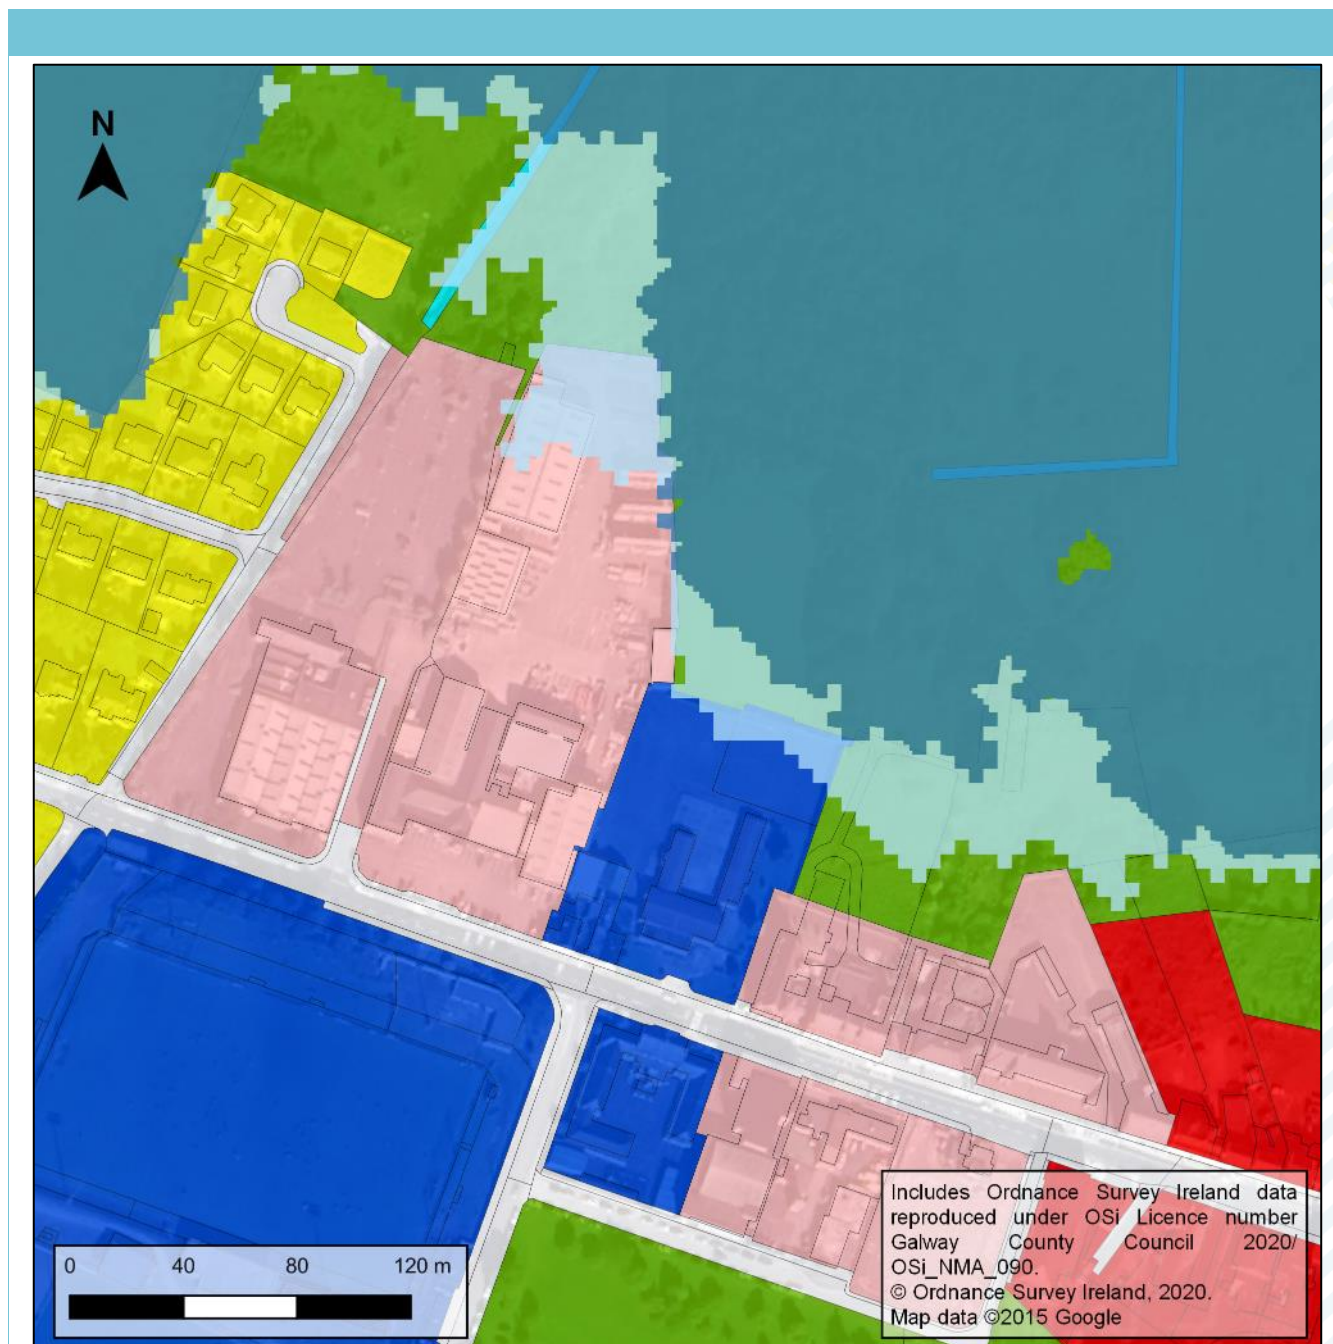 N
0 40 80 120 m
Includes Ordnance Survey Ireland data
reproduced under OSi Licence number
Galway County Council 2020/
OSi_NMA_090.
© Ordnance Survey Ireland, 2020.
Map data ©2015 Google